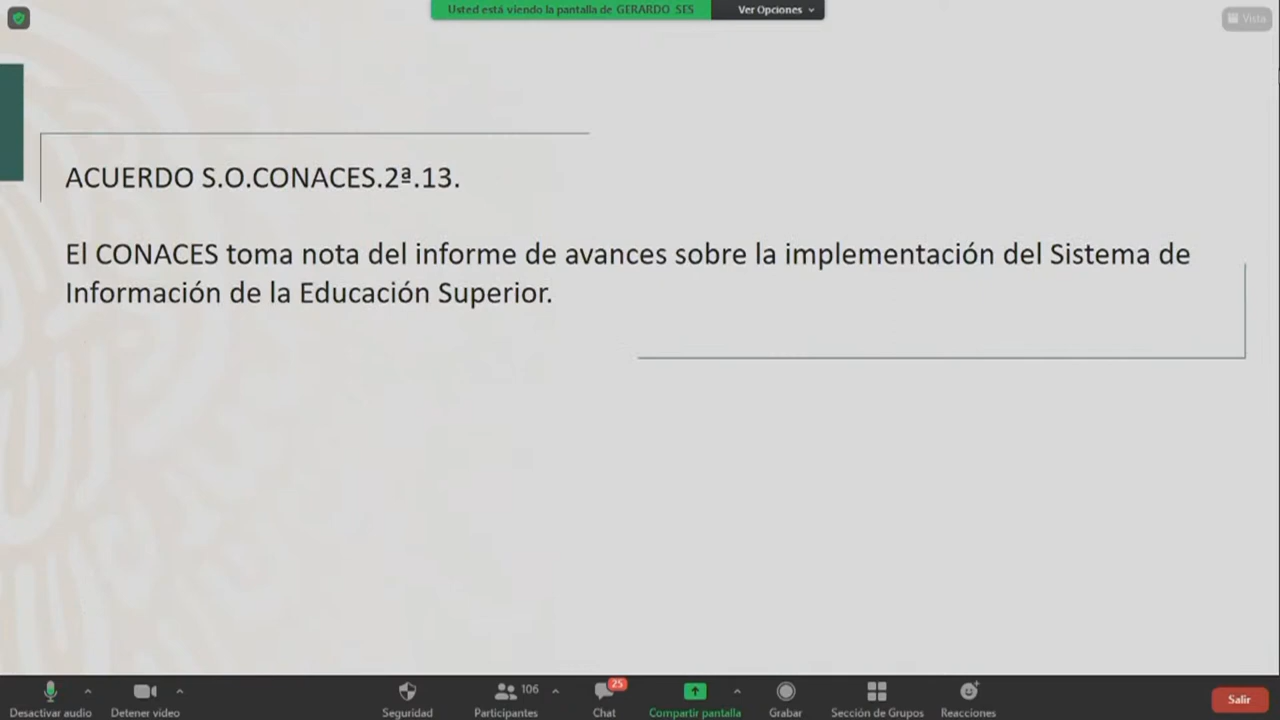 Usted está viendo la pantalla de GERARDO SES
Ver Opciones
Vista
ACUERDO S.O.CONACES.2ª.13.
El CONACES toma nota del informe de avances sobre la implementación del Sistema de
Información de la Educación Superior.
106
25
Desactivar audio
Detener video
Seguridad
Participantes
Chat
Compartir pantalla
Grabar
Sección de Grupos
Reacciones
Salir